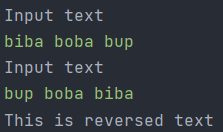 Input text
biba boba bup
Input text
bup boba biba
This is reversed text